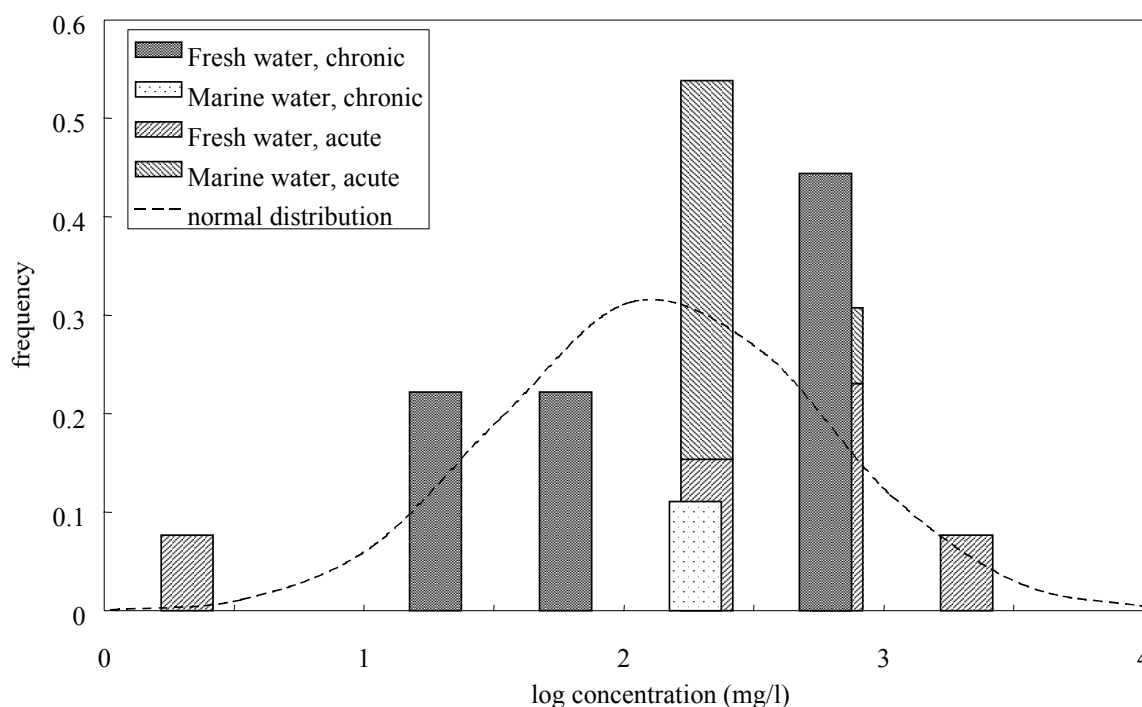 0.6
Fresh water, chronic
Marine water, chronic
Fresh water, acute
Marine water, acute
normal distribution
0.5
0.4
0.3
0.2
0.1
0
frequency
0 1 2 3 4
log concentration (mg/l)